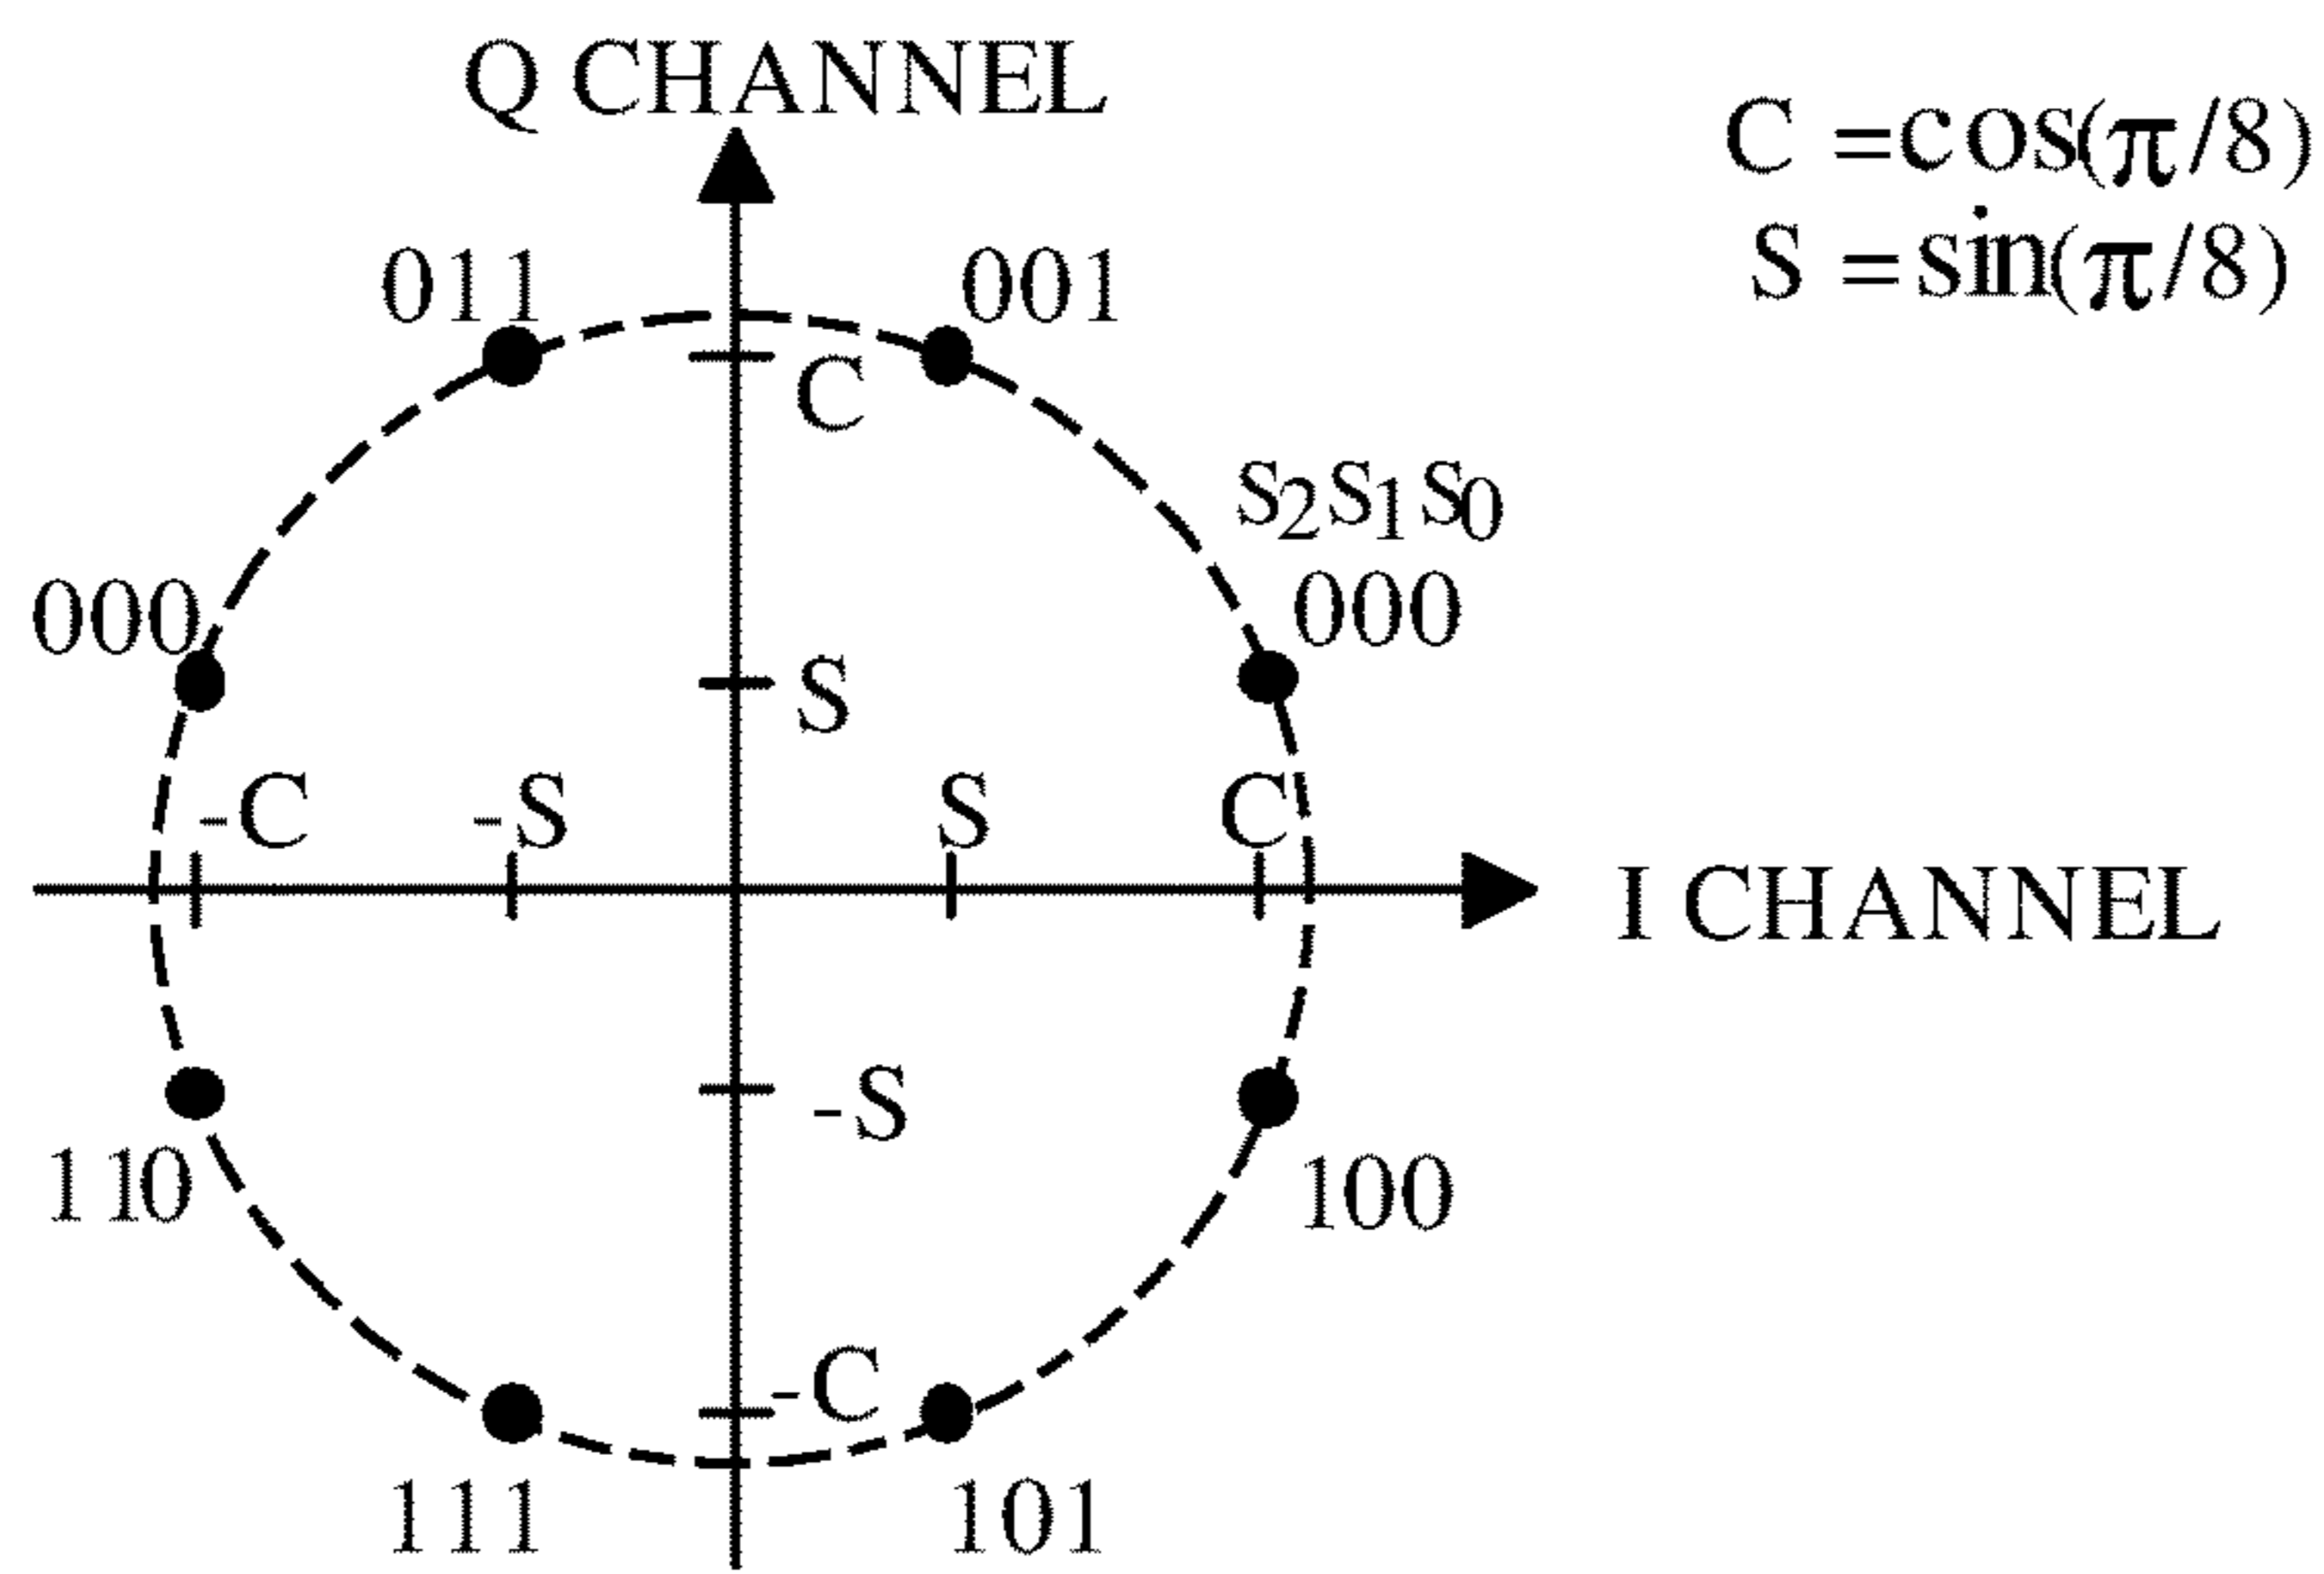 Q CHANNEL
C = cos(π/8)
S = sin(π/8)
011
001
C
s₂s₁s₀
000
000
S
-C
-S
S
C
I CHANNEL
-S
110
100
-C
111
101